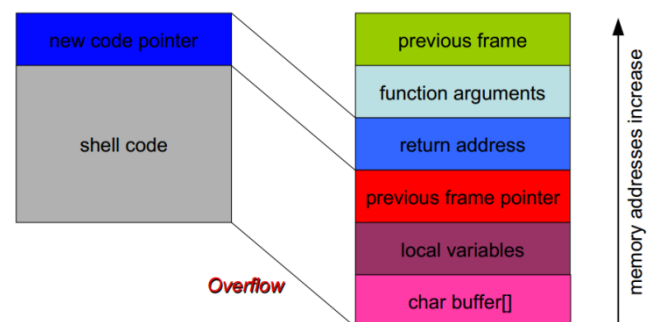 new code pointer
shell code
Overflow
previous frame
function arguments
return address
previous frame pointer
local variables
char buffer[]
memory addresses increase